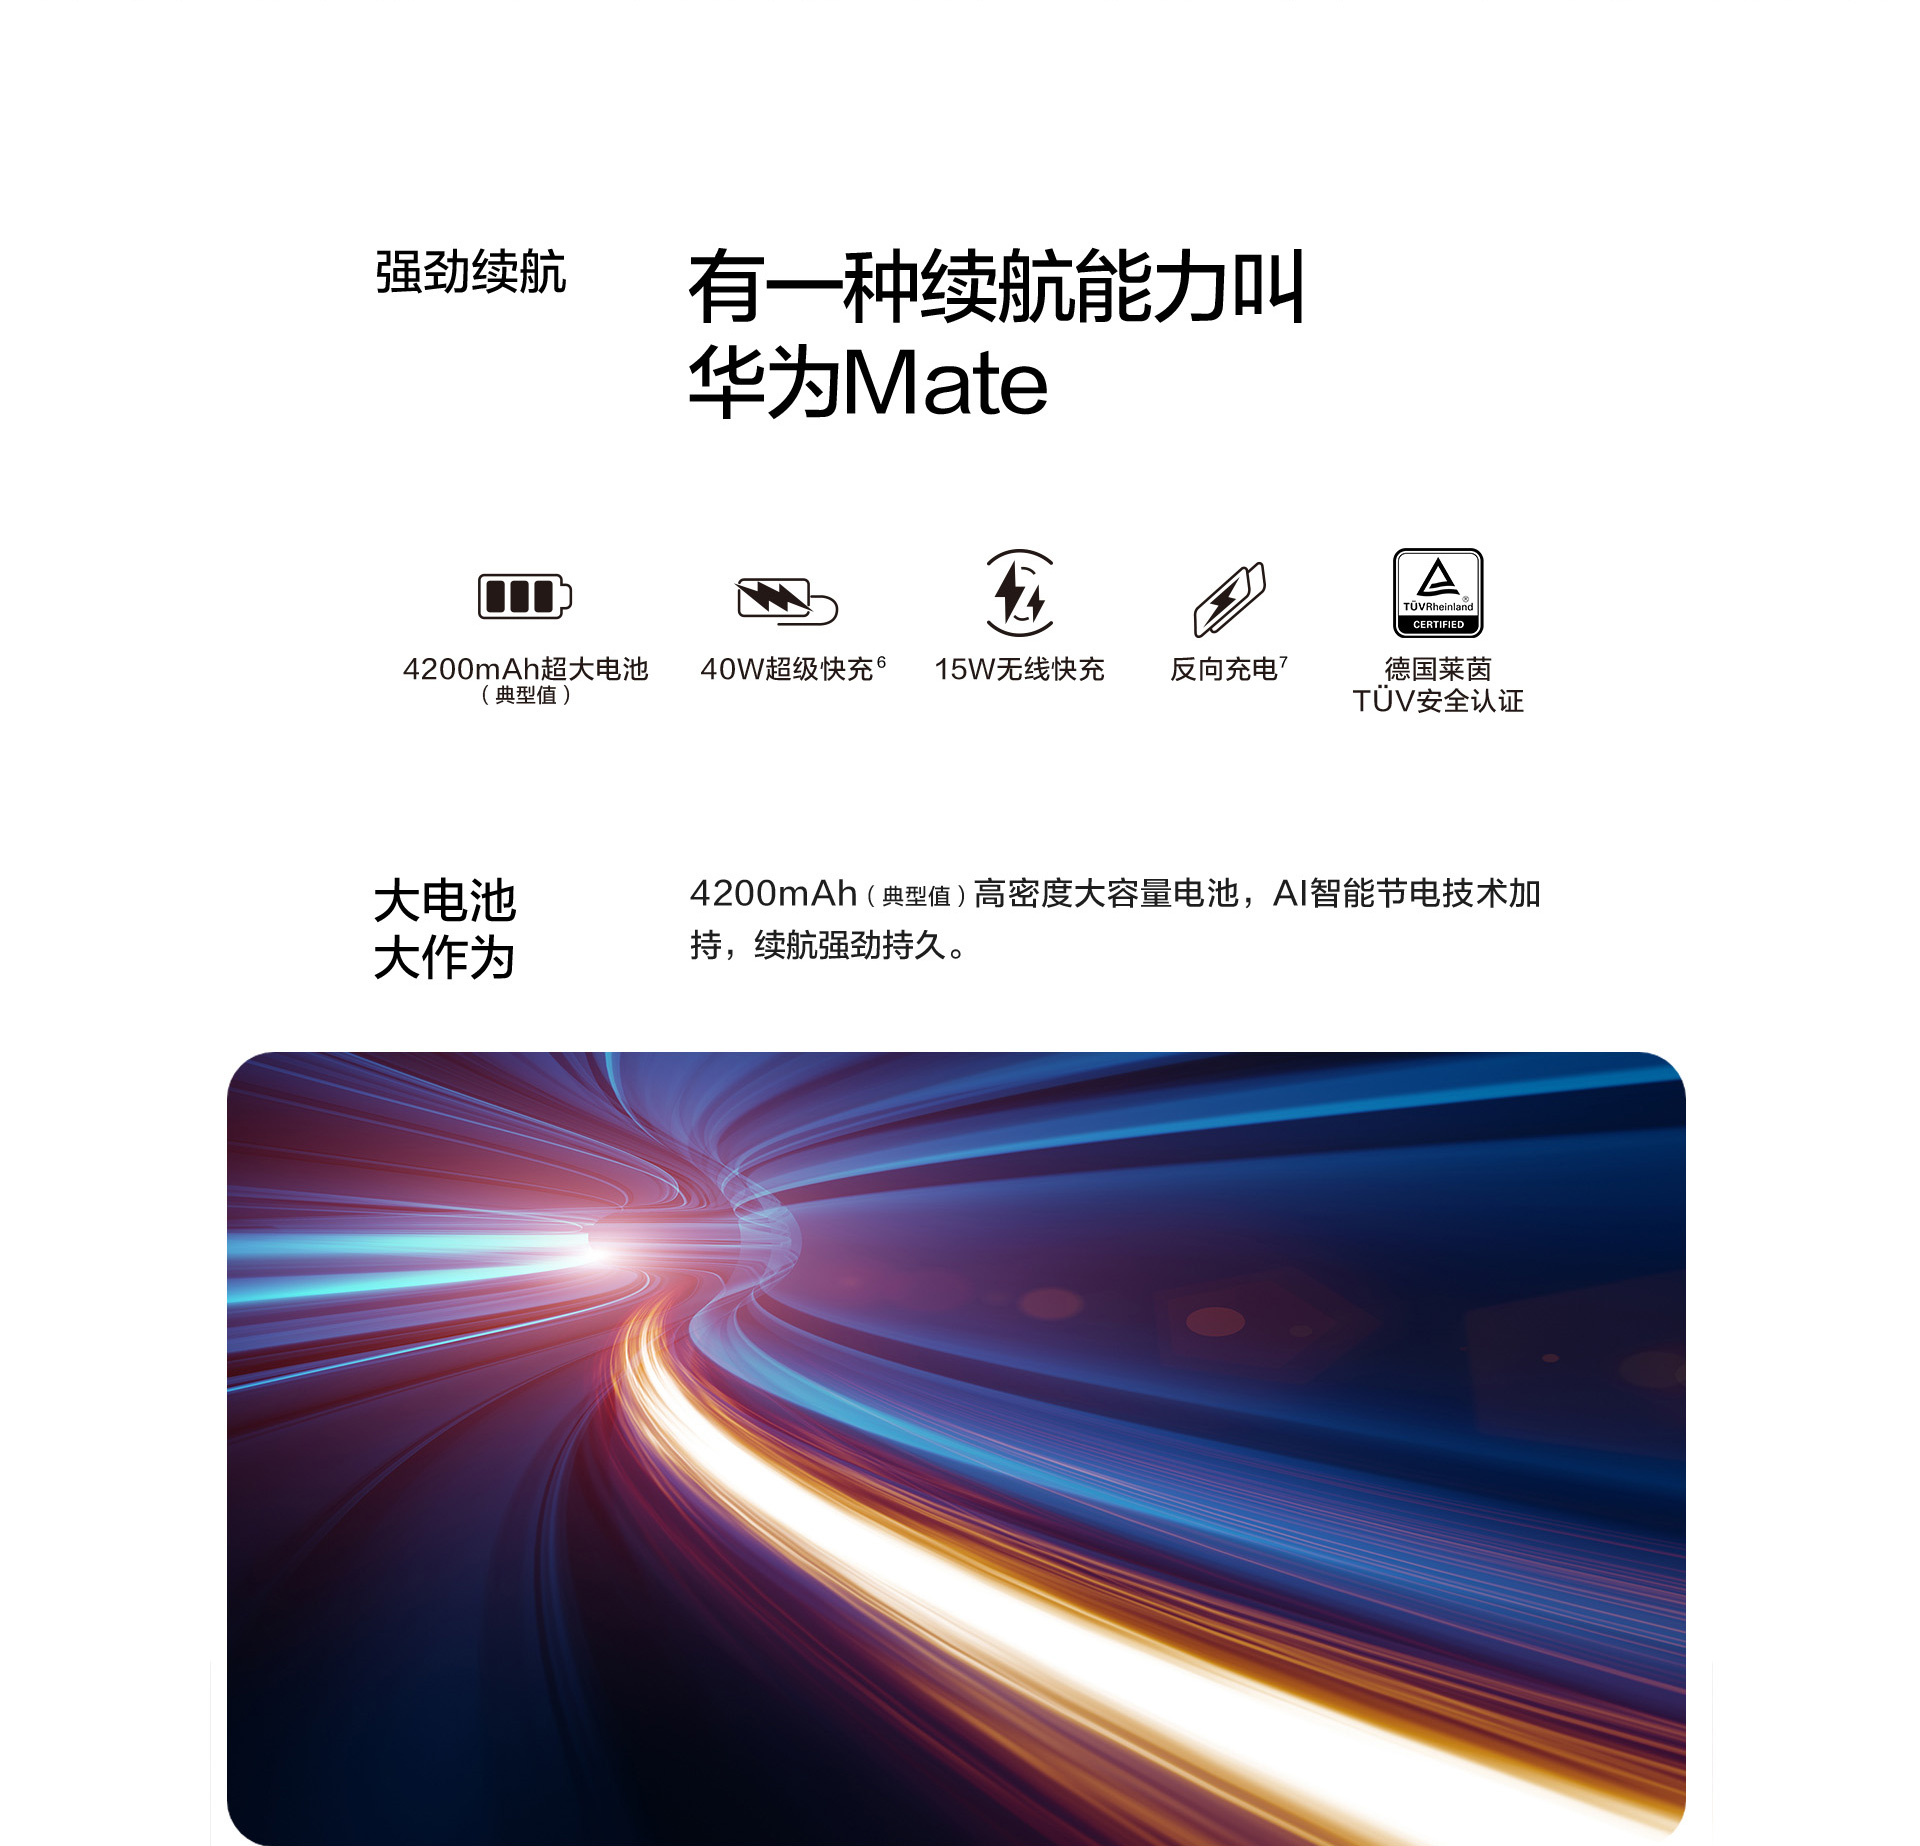 强劲续航
有一种续航能力叫
华为Mate
TÜVRheinland®
CERTIFIED
4200mAh超大电池
（典型值）
40W超级快充6
15W无线快充
反向充电7
德国莱茵
TÜV安全认证
大电池
大作为
4200mAh（典型值）高密度大容量电池，AI智能节电技术加
持，续航强劲持久。